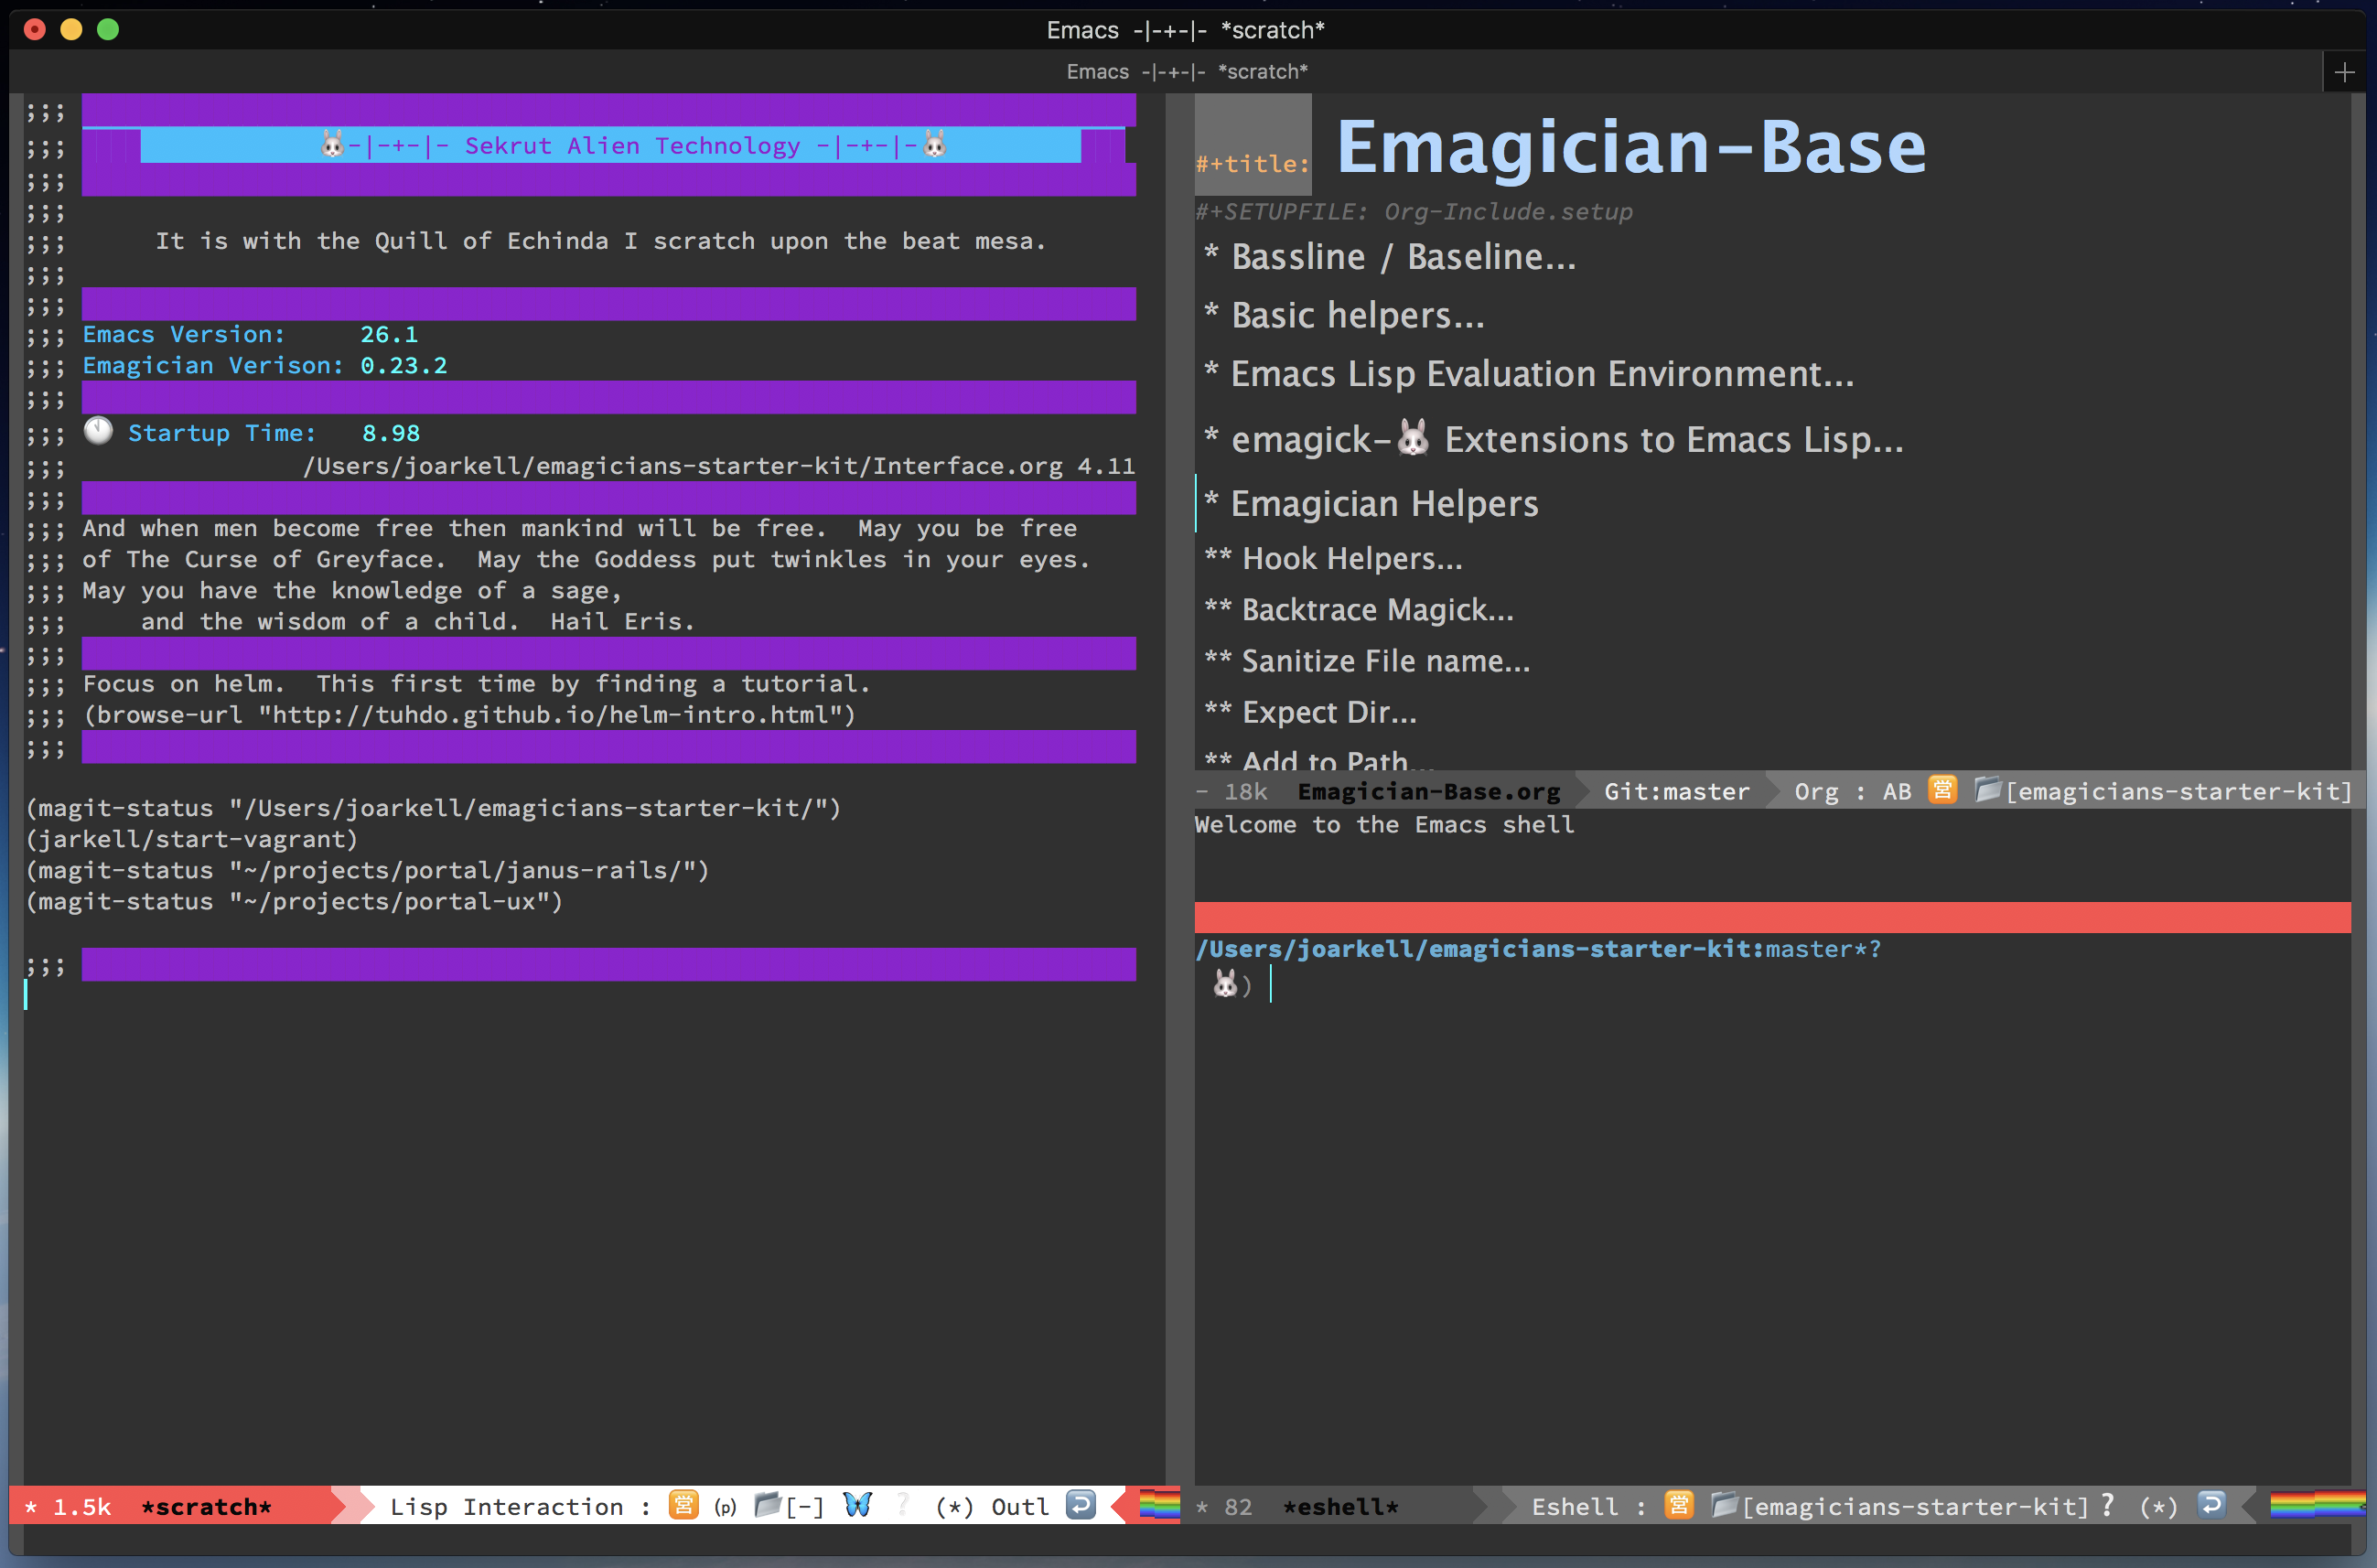 Emacs -|-+-|- *scratch*
Emacs -|-+-|- *scratch*
;;;
;;; 🐰-|-+-|- Sekrut Alien Technology -|-+-|-🐰
;;;
;;;
;;; It is with the Quill of Echinda I scratch upon the beat mesa.
;;;
;;;
;;; Emacs Version: 26.1
;;; Emagician Verison: 0.23.2
;;;
;;; 🕚 Startup Time: 8.98
;;; /Users/joarkell/emagicians-starter-kit/Interface.org 4.11
;;;
;;; And when men become free then mankind will be free. May you be free
;;; of The Curse of Greyface. May the Goddess put twinkles in your eyes.
;;; May you have the knowledge of a sage,
;;; and the wisdom of a child. Hail Eris.
;;;
;;; Focus on helm. This first time by finding a tutorial.
;;; (browse-url "http://tuhdo.github.io/helm-intro.html")
;;;
(magit-status "/Users/joarkell/emagicians-starter-kit/")
(jarkell/start-vagrant)
(magit-status "~/projects/portal/janus-rails/")
(magit-status "~/projects/portal-ux")
;;;
* 1.5k *scratch* Lisp Interaction : 営 (p) 📂[-] 🦋 ❔ (*) Outl ↩
#+title: Emagician-Base
#+SETUPFILE: Org-Include.setup
* Bassline / Baseline...
* Basic helpers...
* Emacs Lisp Evaluation Environment...
* emagick-🐰 Extensions to Emacs Lisp...
* Emagician Helpers
** Hook Helpers...
** Backtrace Magick...
** Sanitize File name...
** Expect Dir...
** Add to Path...
- 18k Emagician-Base.org Git:master Org : AB 営 📂[emagicians-starter-kit]
Welcome to the Emacs shell
/Users/joarkell/emagicians-starter-kit:master*?
🐰)
* 82 *eshell* Eshell : 営 📂[emagicians-starter-kit] ? (*) ↩